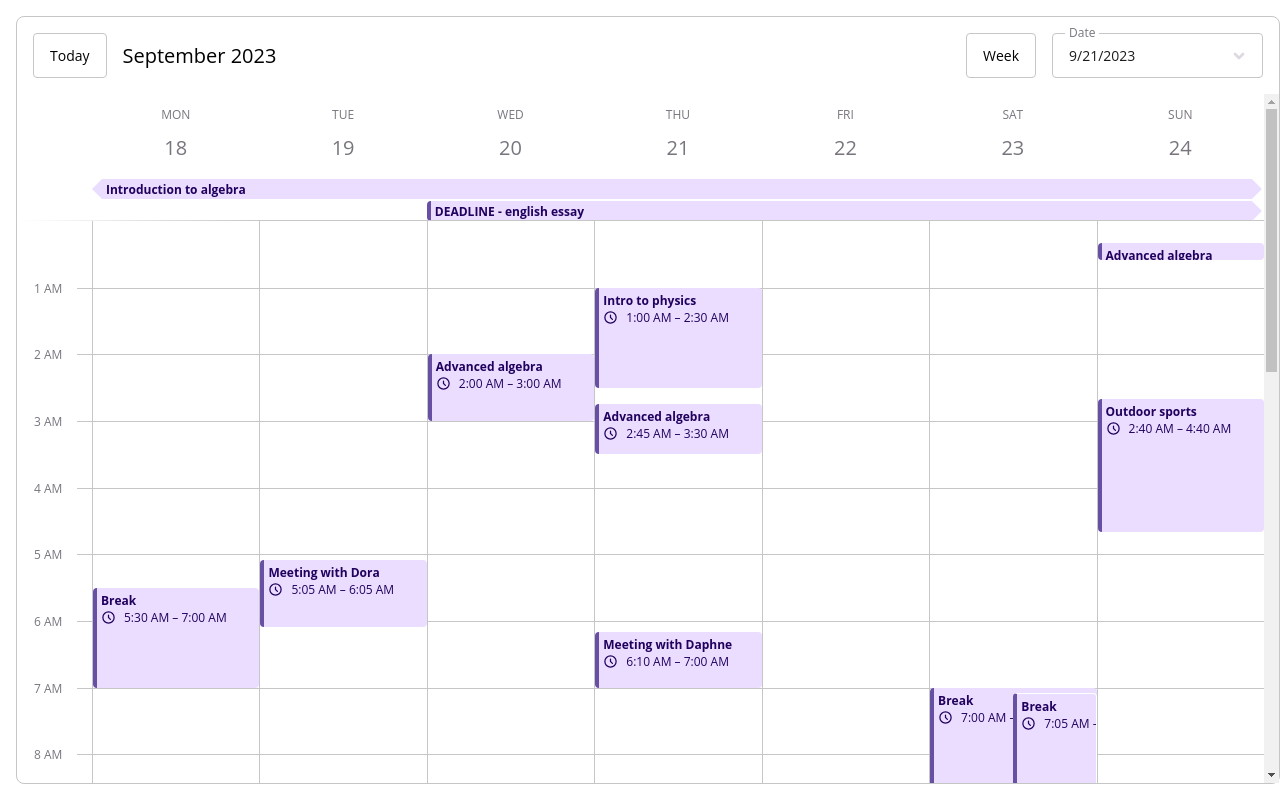 Today
September 2023
Week
Date
9/21/2023
MON
TUE
WED
THU
FRI
SAT
SUN
18
19
20
21
22
23
24
Introduction to algebra
DEADLINE - english essay
Advanced algebra
1 AM
Intro to physics
1:00 AM – 2:30 AM
2 AM
Advanced algebra
2:00 AM – 3:00 AM
Advanced algebra
2:45 AM – 3:30 AM
Outdoor sports
2:40 AM – 4:40 AM
3 AM
4 AM
5 AM
Meeting with Dora
5:05 AM – 6:05 AM
Break
5:30 AM – 7:00 AM
6 AM
Meeting with Daphne
6:10 AM – 7:00 AM
7 AM
Break
7:00 AM –
Break
7:05 AM –
8 AM